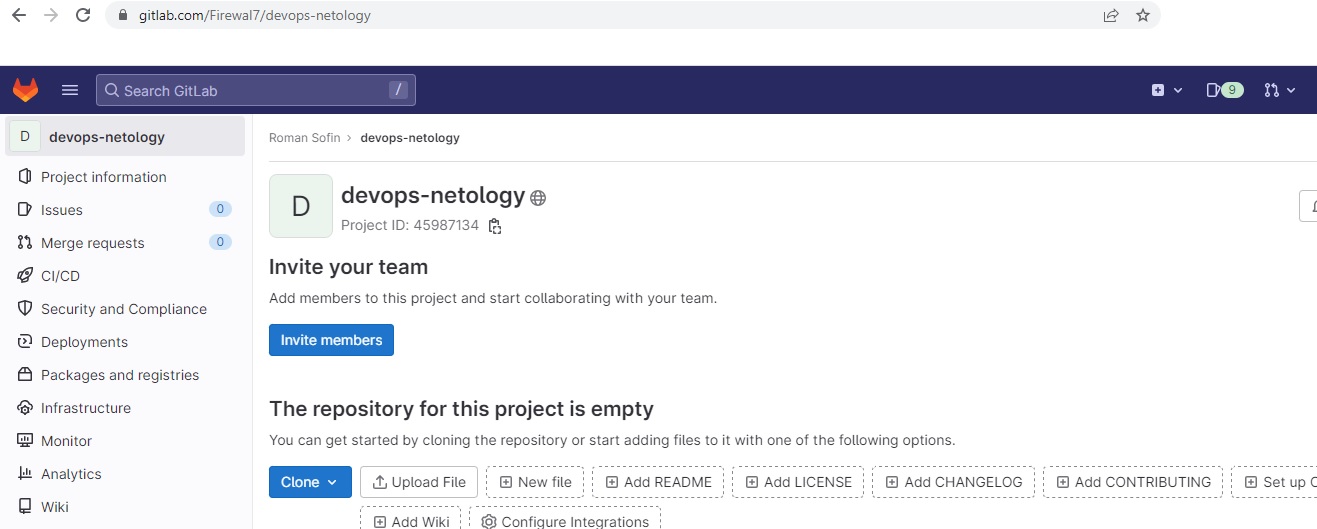 gitlab.com/Firewal7/devops-netology
Search GitLab /
9
D devops-netology
Roman Sofin › devops-netology
Project information
Issues 0
Merge requests 0
CI/CD
Security and Compliance
Deployments
Packages and registries
Infrastructure
Monitor
Analytics
Wiki
D
devops-netology
Project ID: 45987134
Invite your team
Add members to this project and start collaborating with your team.
Invite members
The repository for this project is empty
You can get started by cloning the repository or start adding files to it with one of the following options.
Clone Upload File New file Add README Add LICENSE Add CHANGELOG Add CONTRIBUTING Set up
Add Wiki Configure Integrations